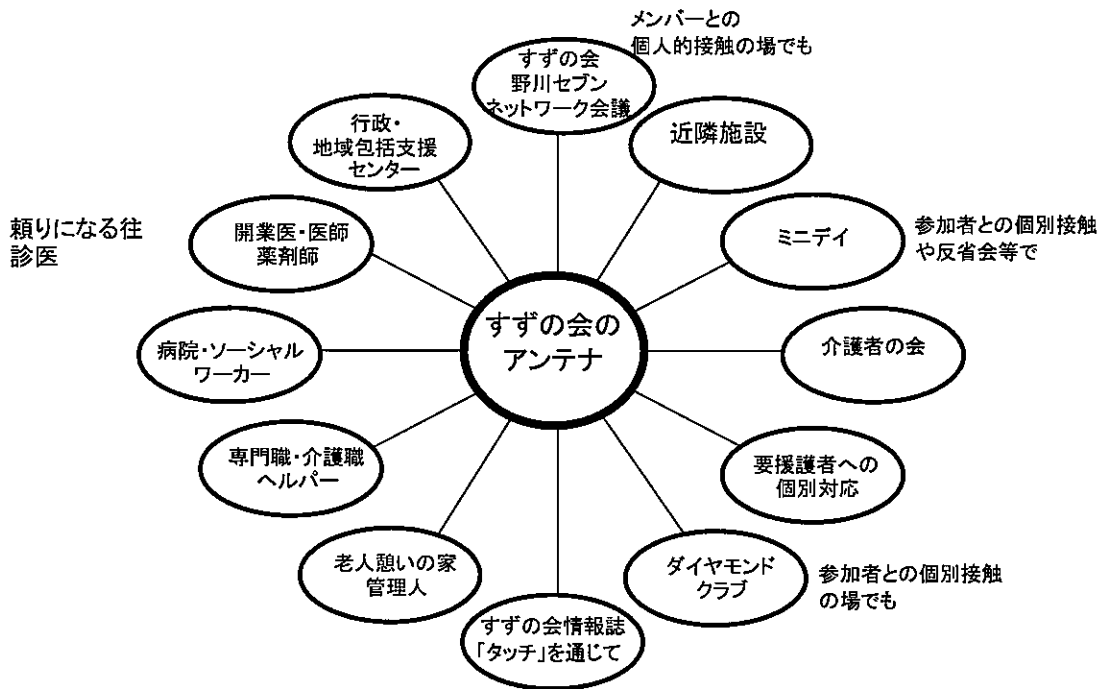 メンバーとの
個人的接触の場でも
すずの会
野川セブン
ネットワーク会議
近隣施設
ミニデイ
参加者との個別接触
や反省会等で
介護者の会
要援護者への
個別対応
ダイヤモンド
クラブ
参加者との個別接触
の場でも
すずの会情報誌
「タッチ」を通じて
老人憩いの家
管理人
専門職・介護職
ヘルパー
病院・ソーシャル
ワーカー
開業医・医師
薬剤師
頼りになる往
診医
行政・
地域包括支援
センター
すずの会の
アンテナ